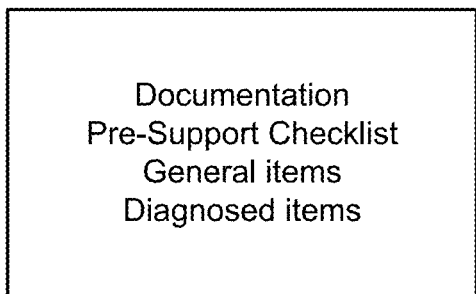 Documentation
Pre-Support Checklist
General items
Diagnosed items